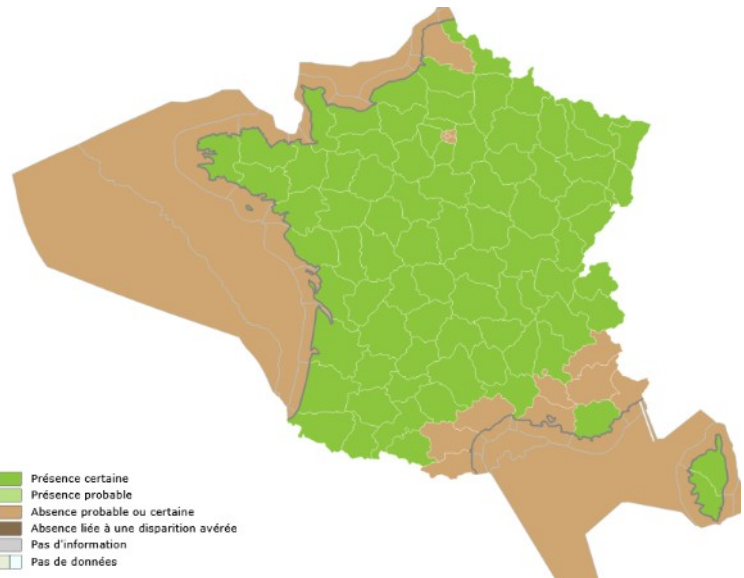 Présence certaine
Présence probable
Absence probable ou certaine
Absence liée à une disparition avérée
Pas d'information
Pas de données